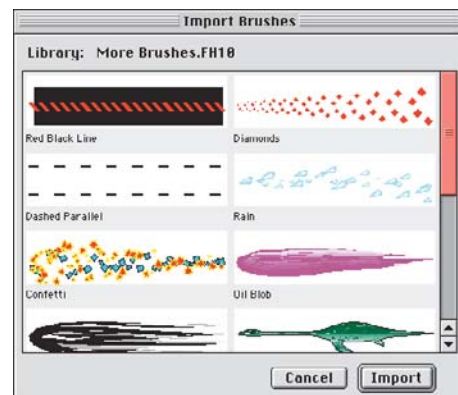 Import Brushes
Library: More Brushes.FH10
Red Black Line
Diamonds
Dashed Parallel
Rain
Confetti
Oil Blob
Cancel
Import